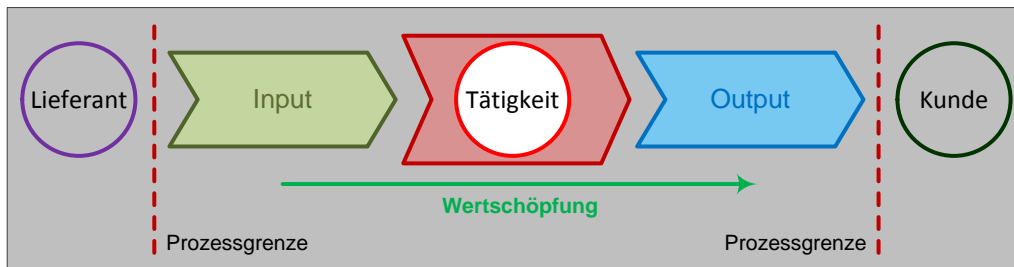 Lieferant
Input
Tätigkeit
Output
Kunde
Wertschöpfung
Prozessgrenze
Prozessgrenze